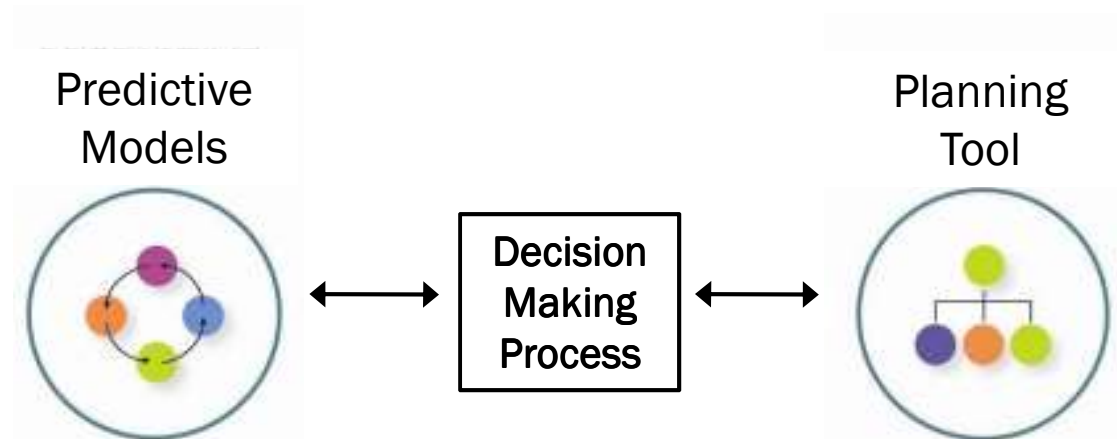 Predictive
Models
Planning
Tool
Decision
Making
Process